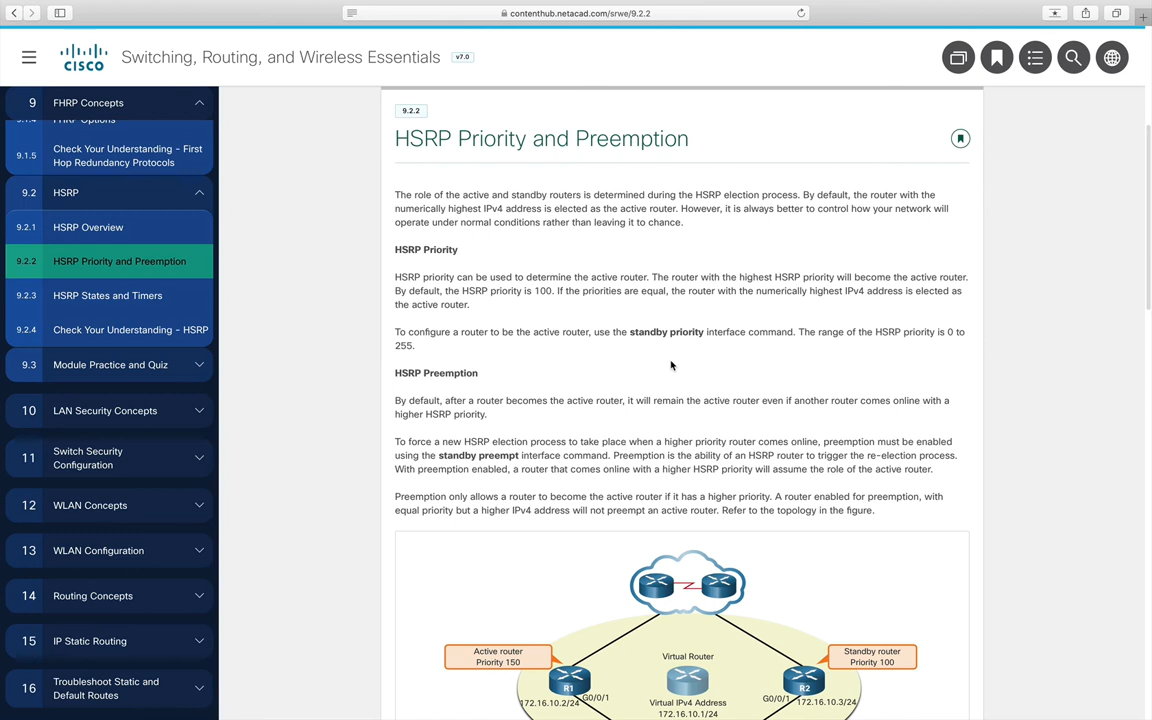 contenthub.netacad.com/srwe/9.2.2
CISCO
Switching, Routing, and Wireless Essentials
v7.0
9 FHRP Concepts
9.1.4 FHRP Options
9.1.5 Check Your Understanding - First
Hop Redundancy Protocols
9.2 HSRP
9.2.1 HSRP Overview
9.2.2 HSRP Priority and Preemption
9.2.3 HSRP States and Timers
9.2.4 Check Your Understanding - HSRP
9.3 Module Practice and Quiz
10 LAN Security Concepts
11 Switch Security
Configuration
12 WLAN Concepts
13 WLAN Configuration
14 Routing Concepts
15 IP Static Routing
16 Troubleshoot Static and
Default Routes
9.2.2
HSRP Priority and Preemption
The role of the active and standby routers is determined during the HSRP election process. By default, the router with the
numerically highest IPv4 address is elected as the active router. However, it is always better to control how your network will
operate under normal conditions rather than leaving it to chance.
HSRP Priority
HSRP priority can be used to determine the active router. The router with the highest HSRP priority will become the active router.
By default, the HSRP priority is 100. If the priorities are equal, the router with the numerically highest IPv4 address is elected as
the active router.
To configure a router to be the active router, use the standby priority interface command. The range of the HSRP priority is 0 to
255.
HSRP Preemption
By default, after a router becomes the active router, it will remain the active router even if another router comes online with a
higher HSRP priority.
To force a new HSRP election process to take place when a higher priority router comes online, preemption must be enabled
using the standby preempt interface command. Preemption is the ability of an HSRP router to trigger the re-election process.
With preemption enabled, a router that comes online with a higher HSRP priority will assume the role of the active router.
Preemption only allows a router to become the active router if it has a higher priority. A router enabled for preemption, with
equal priority but a higher IPv4 address will not preempt an active router. Refer to the topology in the figure.
Active router
Priority 150
Virtual Router
Standby router
Priority 100
R1
R2
172.16.10.2/24
G0/0/1
Virtual IPv4 Address
172.16.10.1/24
G0/0/1
172.16.10.3/24